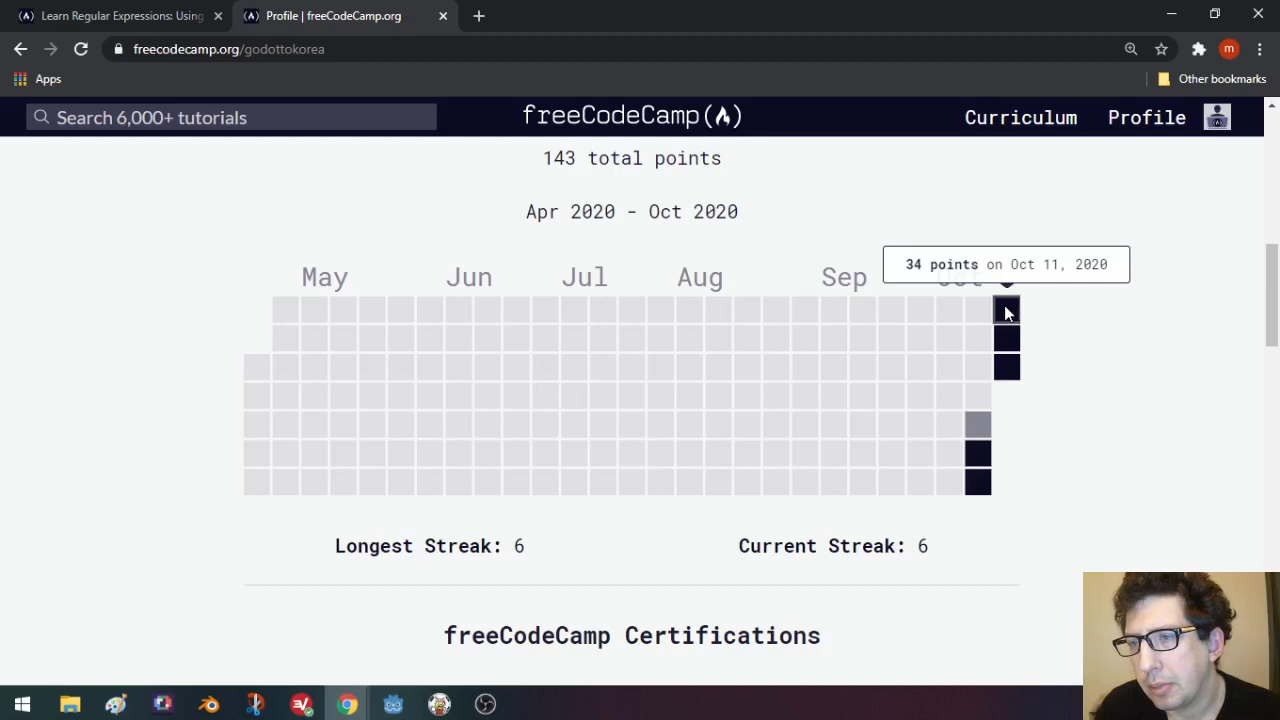 Learn Regular Expressions: Using
Profile | freeCodeCamp.org
freecodecamp.org/godottokorea
m
Apps
Other bookmarks
Search 6,000+ tutorials
freeCodeCamp
Curriculum
Profile
143 total points
Apr 2020 - Oct 2020
34 points on Oct 11, 2020
May
Jun
Jul
Aug
Sep
Oct
Longest Streak: 6
Current Streak: 6
freeCodeCamp Certifications